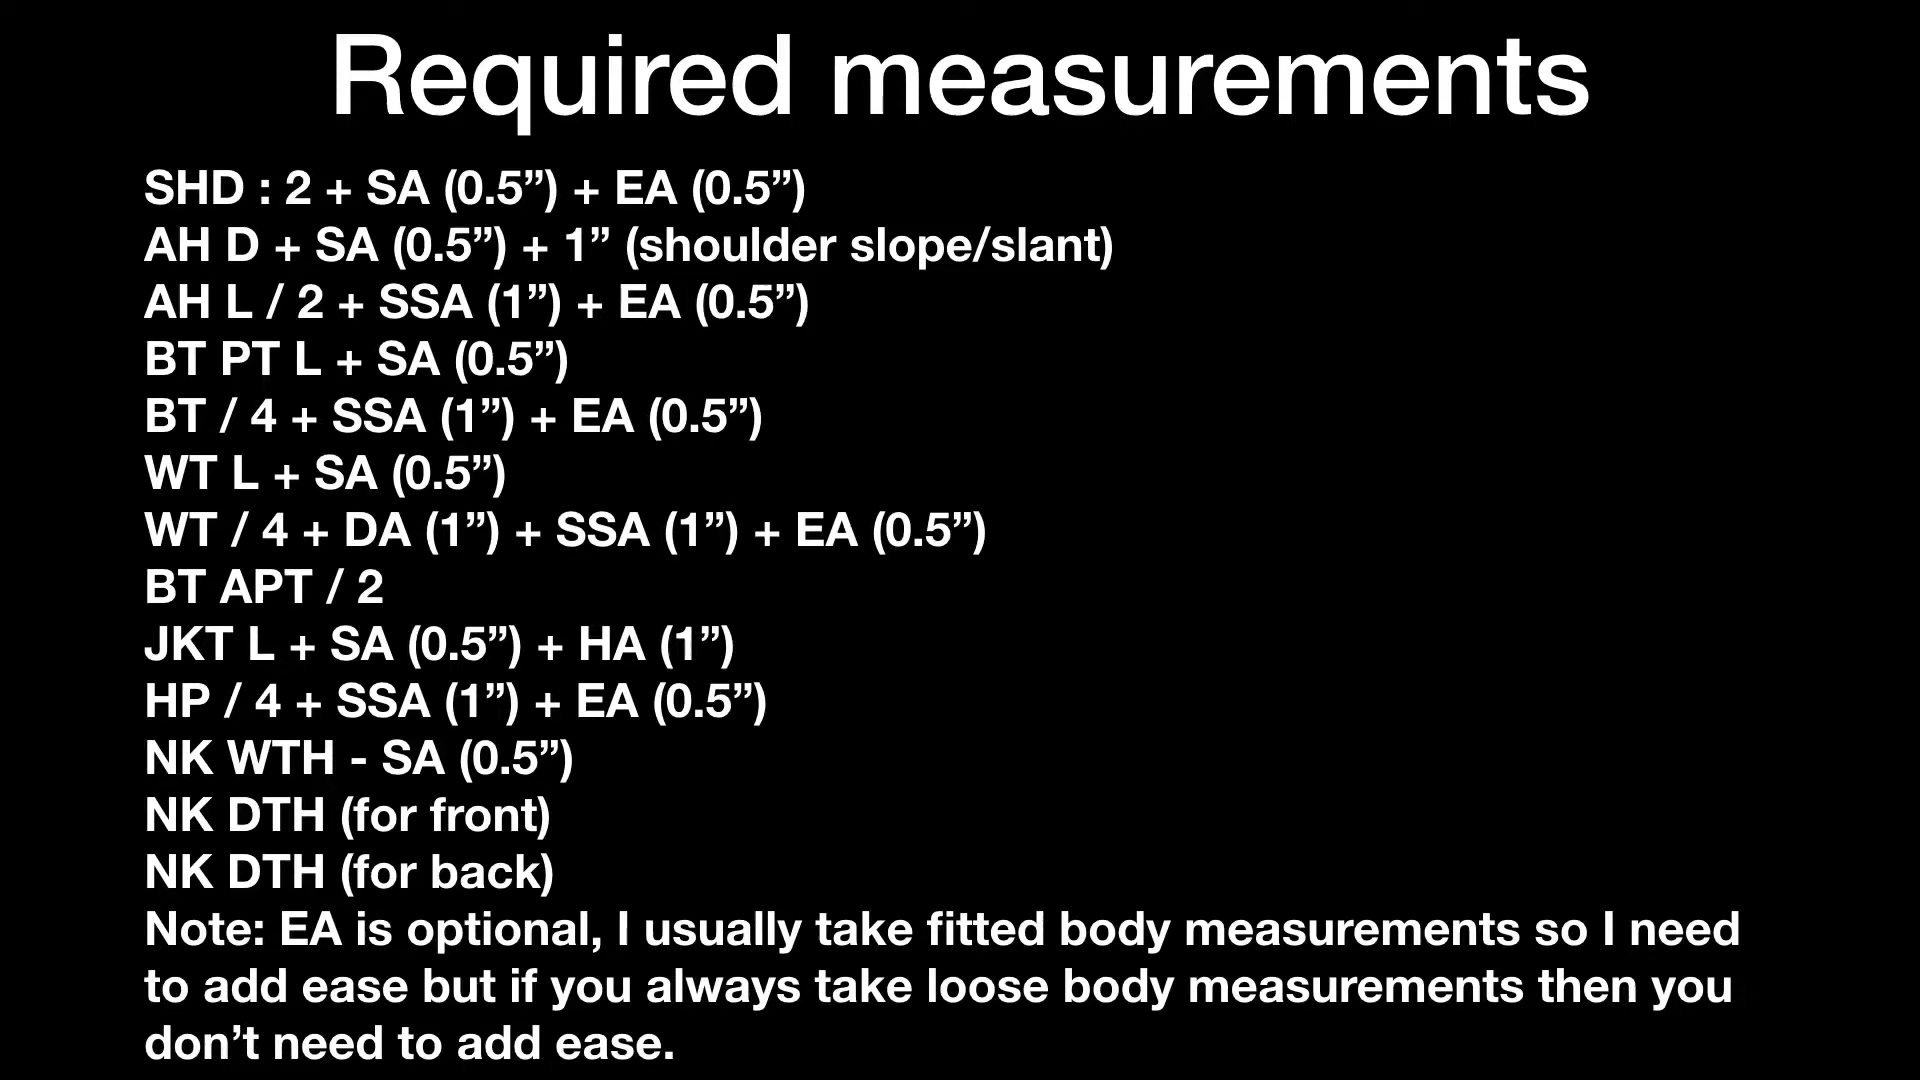 Required measurements
SHD : 2 + SA (0.5”) + EA (0.5”)
AH D + SA (0.5”) + 1” (shoulder slope/slant)
AH L / 2 + SSA (1”) + EA (0.5”)
BT PT L + SA (0.5”)
BT / 4 + SSA (1”) + EA (0.5”)
WT L + SA (0.5”)
WT / 4 + DA (1”) + SSA (1”) + EA (0.5”)
BT APT / 2
JKT L + SA (0.5”) + HA (1”)
HP / 4 + SSA (1”) + EA (0.5”)
NK WTH - SA (0.5”)
NK DTH (for front)
NK DTH (for back)
Note: EA is optional, I usually take fitted body measurements so I need
to add ease but if you always take loose body measurements then you
don’t need to add ease.